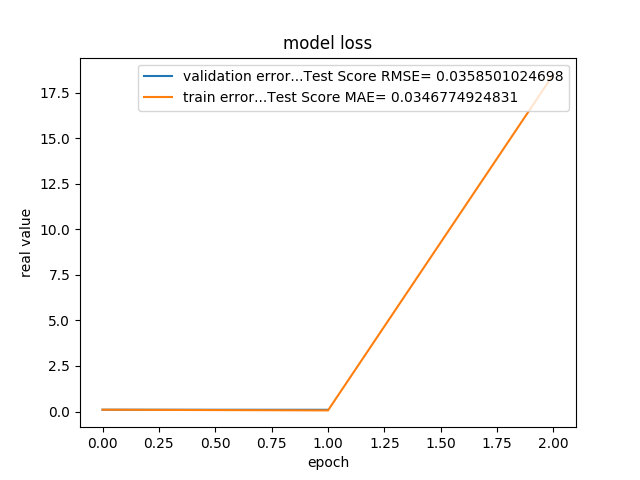 model loss
validation error...Test Score RMSE= 0.0358501024698
train error...Test Score MAE= 0.0346774924831
17.5
15.0
12.5
10.0
7.5
5.0
2.5
0.0
real value
0.00 0.25 0.50 0.75 1.00 1.25 1.50 1.75 2.00
epoch